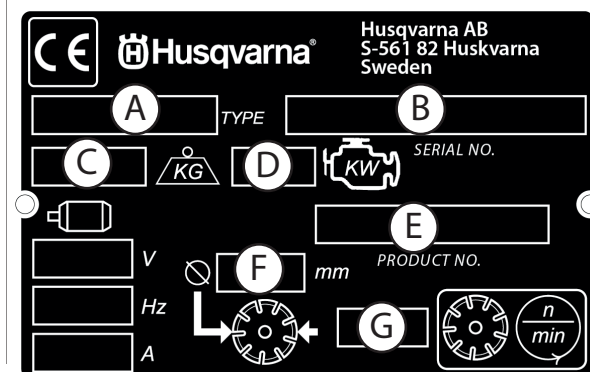 CE
Husqvarna®
Husqvarna AB
S-561 82 Huskvarna
Sweden
A
TYPE
B
SERIAL NO.
C
KG
D
KW
E
PRODUCT NO.
V
F
mm
Hz
G
n
min
A